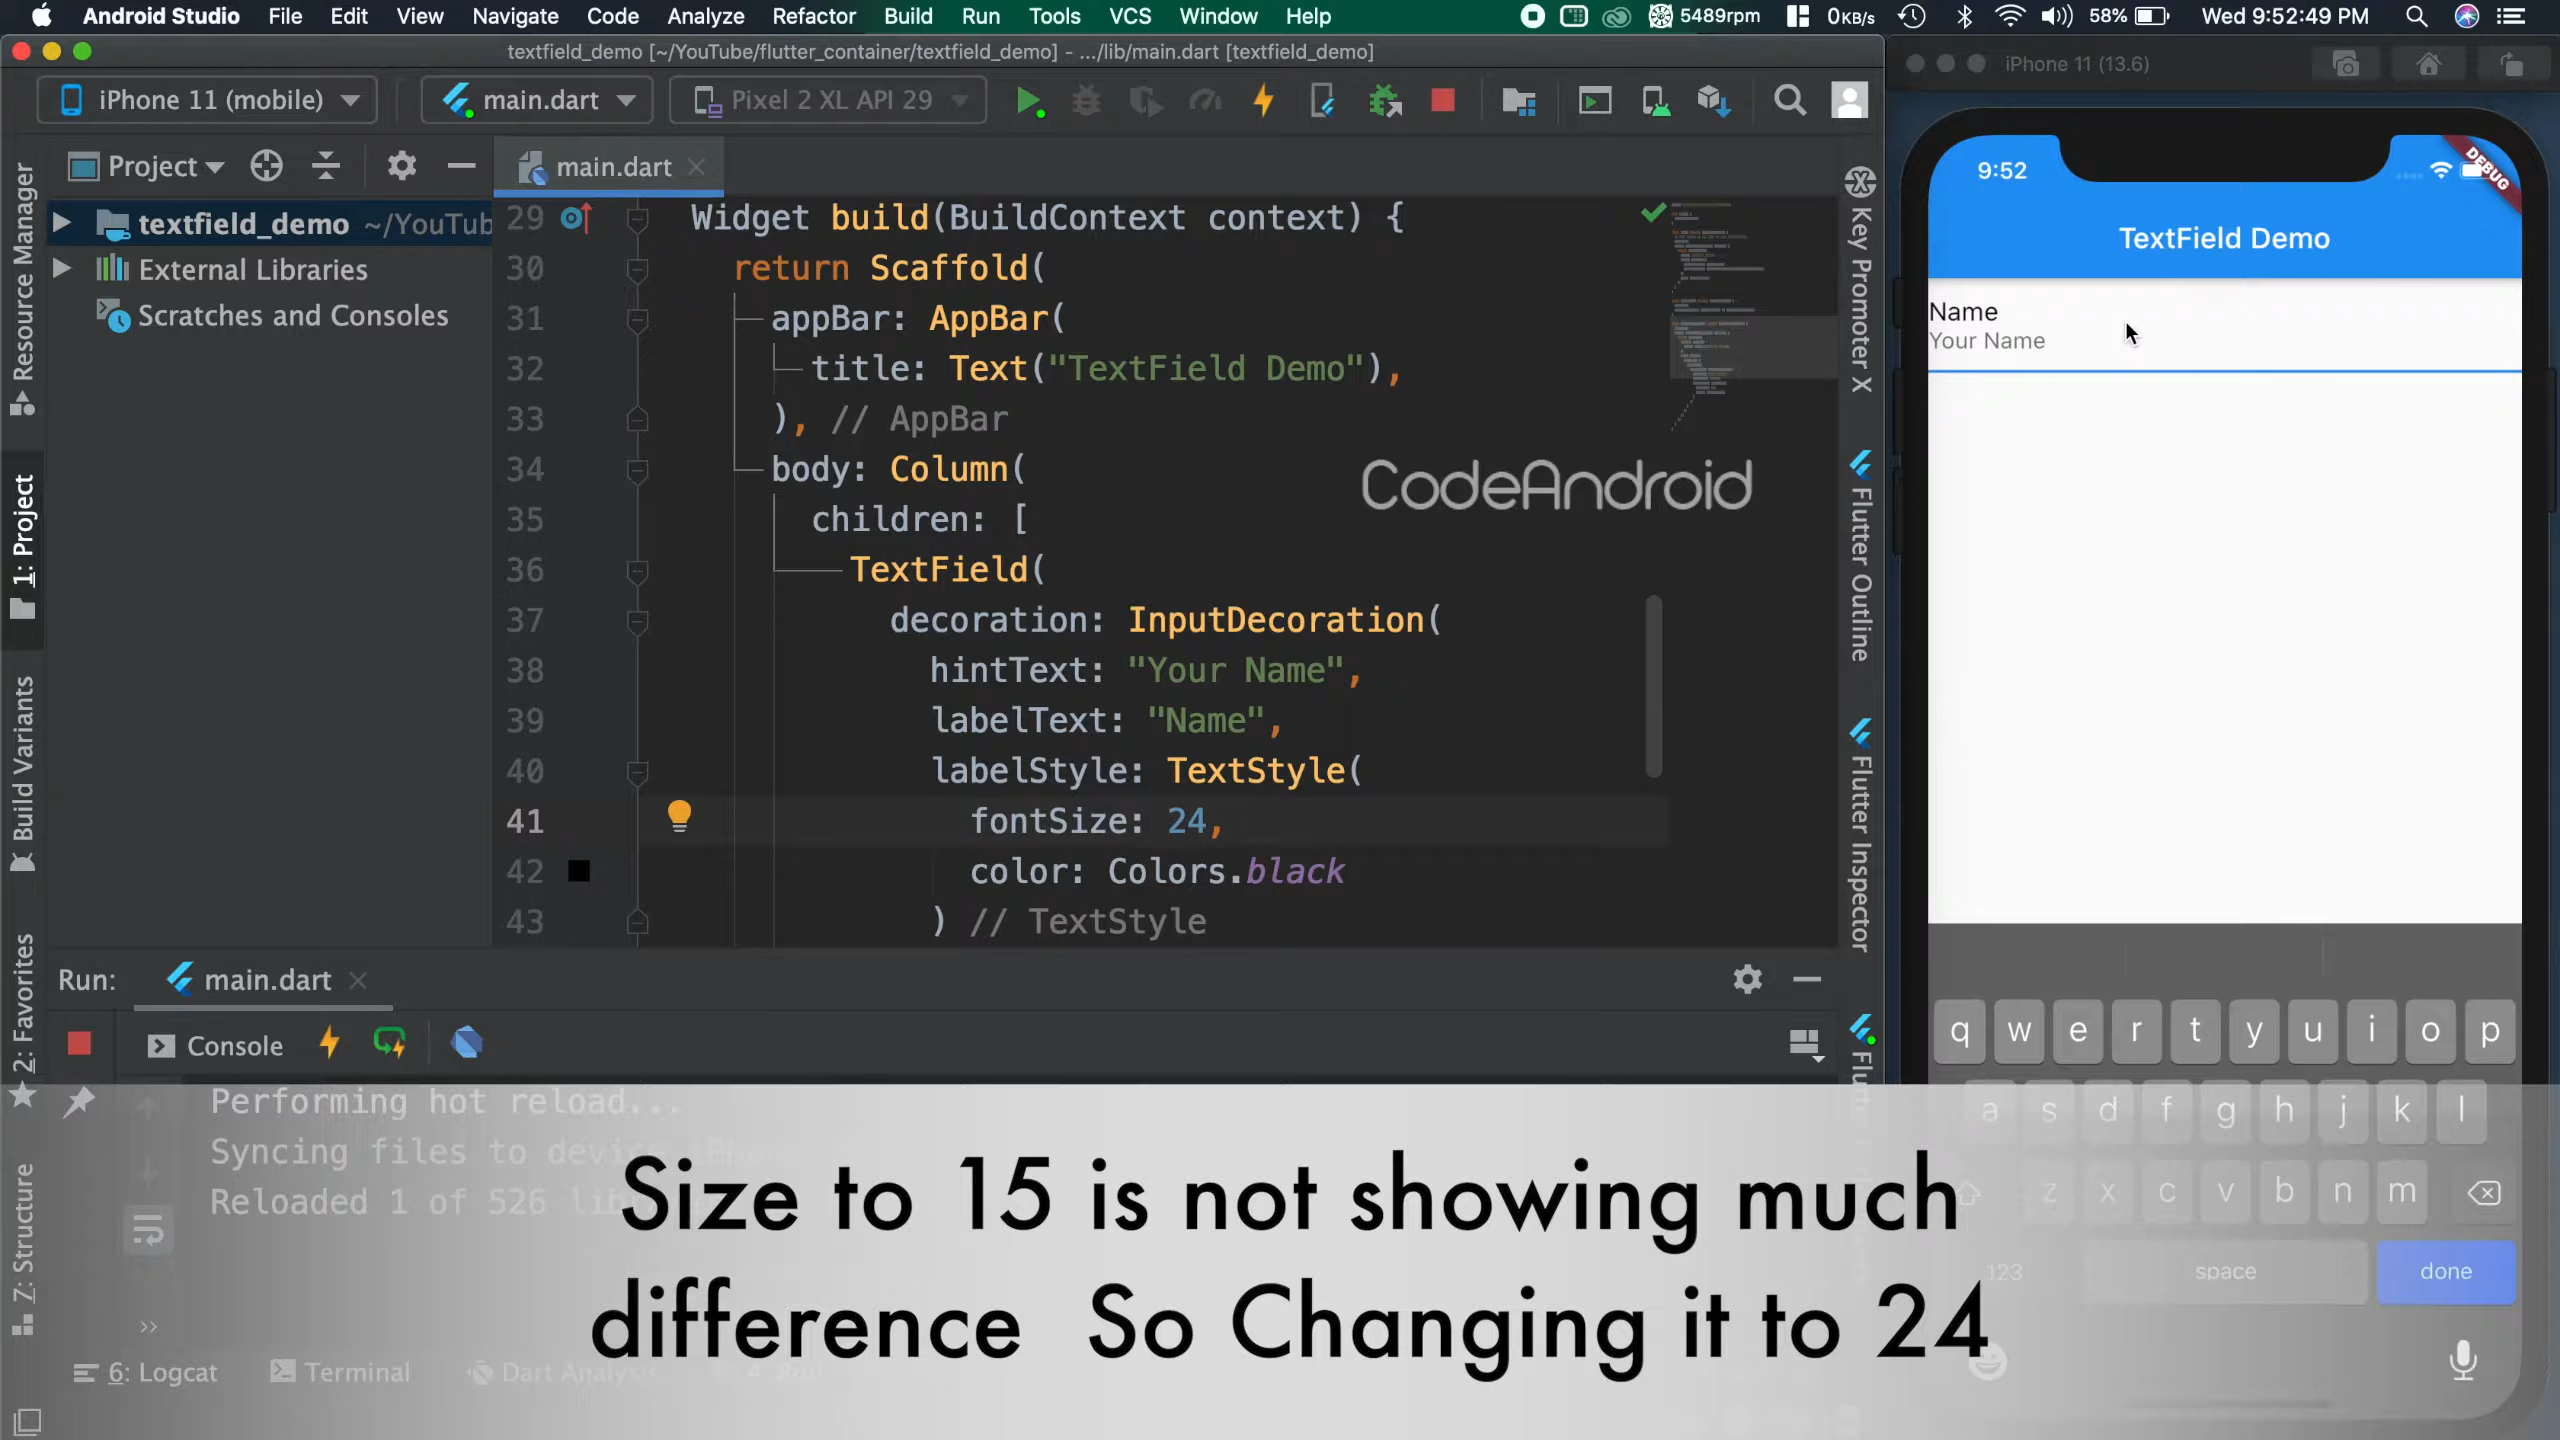 Android Studio File Edit View Navigate Code Analyze Refactor Build Run Tools VCS Window Help 5489rpm 0KB/s 58% Wed 9:52:49 PM
textfield_demo [~/YouTube/flutter_container/textfield_demo] - .../lib/main.dart [textfield_demo]
iPhone 11 (mobile) main.dart Pixel 2 XL API 29
Project main.dart
textfield_demo ~/YouTub
External Libraries
Scratches and Consoles
Resource Manager
1: Project
Build Variants
2: Favorites
7: Structure
29 Widget build(BuildContext context) {
30 return Scaffold(
31 appBar: AppBar(
32 title: Text("TextField Demo"),
33 ), // AppBar
34 body: Column(
35 children: [
36 TextField(
37 decoration: InputDecoration(
38 hintText: "Your Name",
39 labelText: "Name",
40 labelStyle: TextStyle(
41 fontSize: 24,
42 color: Colors.black
43 ) // TextStyle
CodeAndroid
Key Promoter X
Flutter Outline
Flutter Inspector
Run: main.dart
Console
Performing hot reload...
Syncing files to
Reloaded 1 of 526
6: Logcat Terminal Dart
iPhone 11 (13.6)
9:52
DEBUG
TextField Demo
Name
Your Name
q w e r t y u i o p
a s d f g h j k l
z x c v b n m
123 space done
Size to 15 is not showing much
difference So Changing it to 24